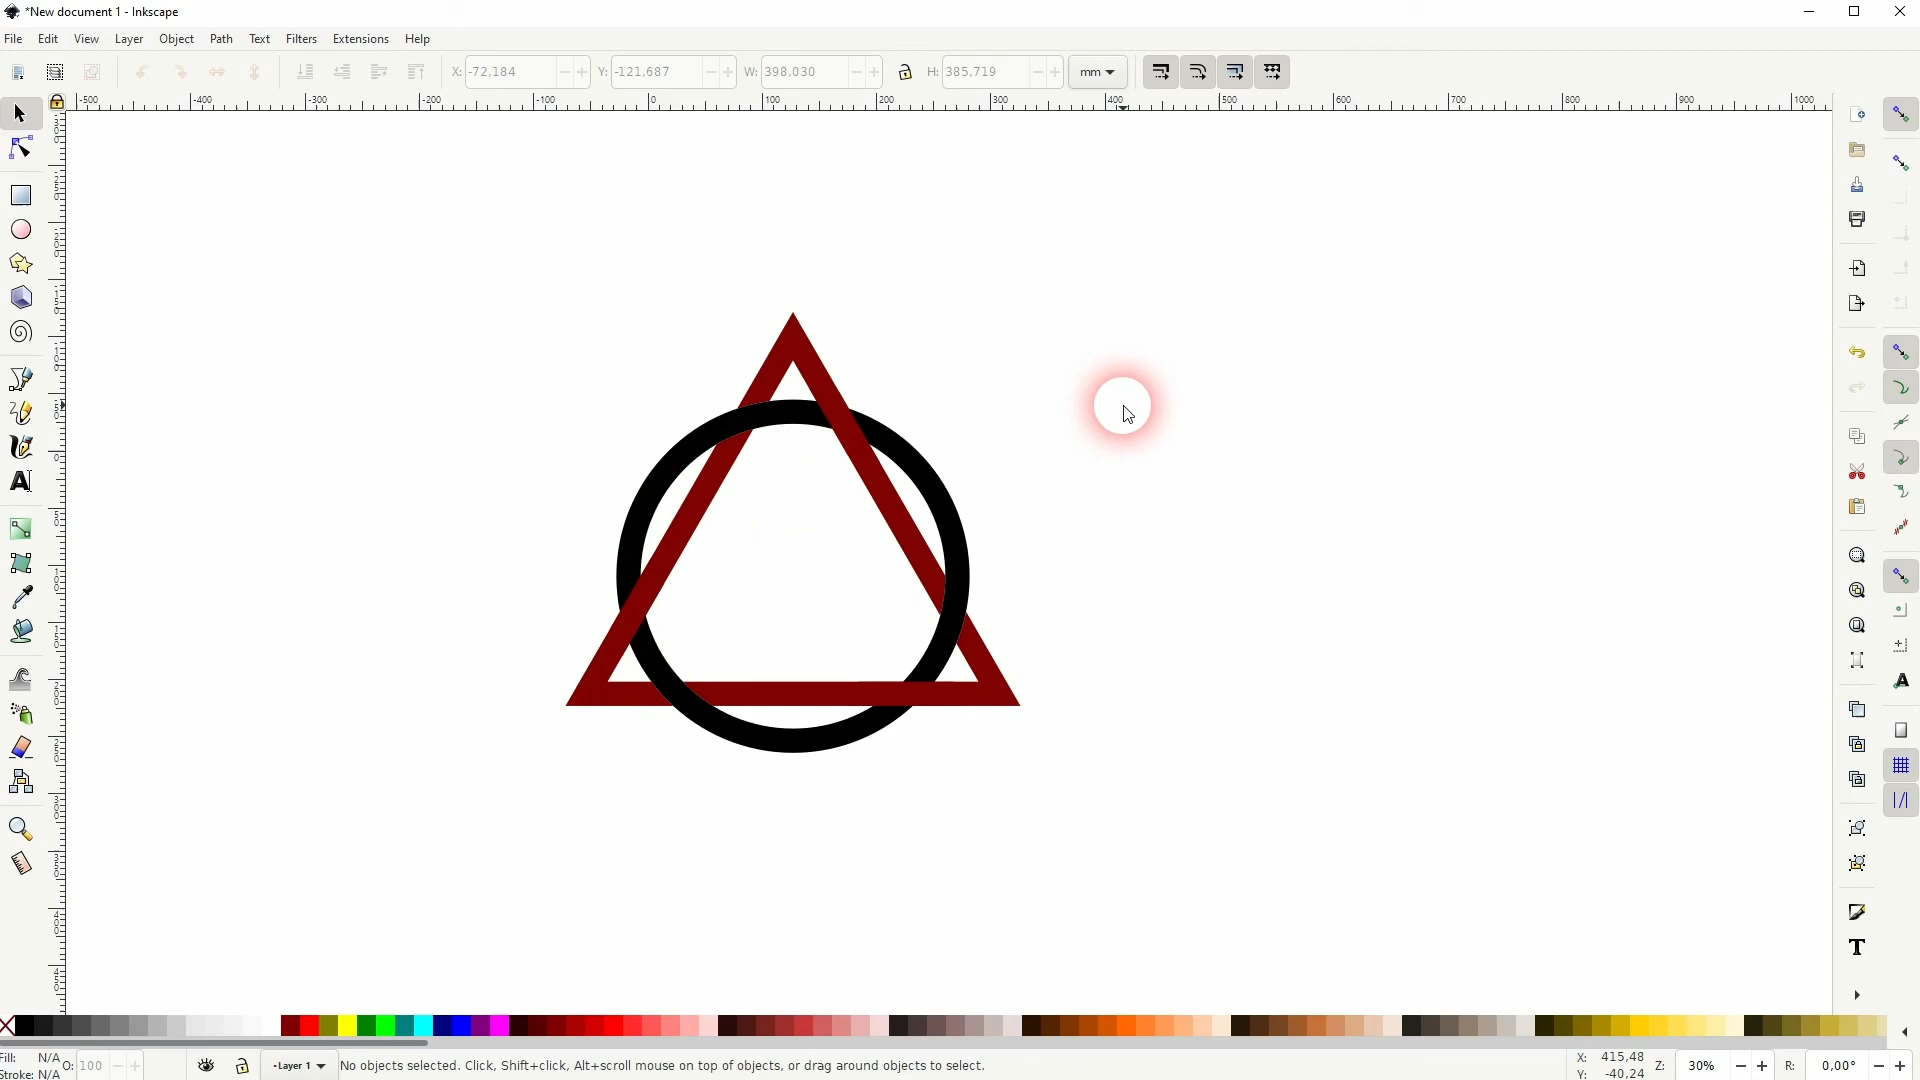 *New document 1 - Inkscape
File Edit View Layer Object Path Text Filters Extensions Help
X: -72,184 Y: -121,687 W: 398,030 H: 385,719 mm
-500 -400 -300 -200 -100 0 100 200 300 400 500 600 700 800 900 1000
Fill: N/A O: 100 -Layer 1 No objects selected. Click, Shift+click, Alt+scroll mouse on top of objects, or drag around objects to select. X: 415,48 Z: 30% R: 0,00°
Stroke: N/A Y: -40,24